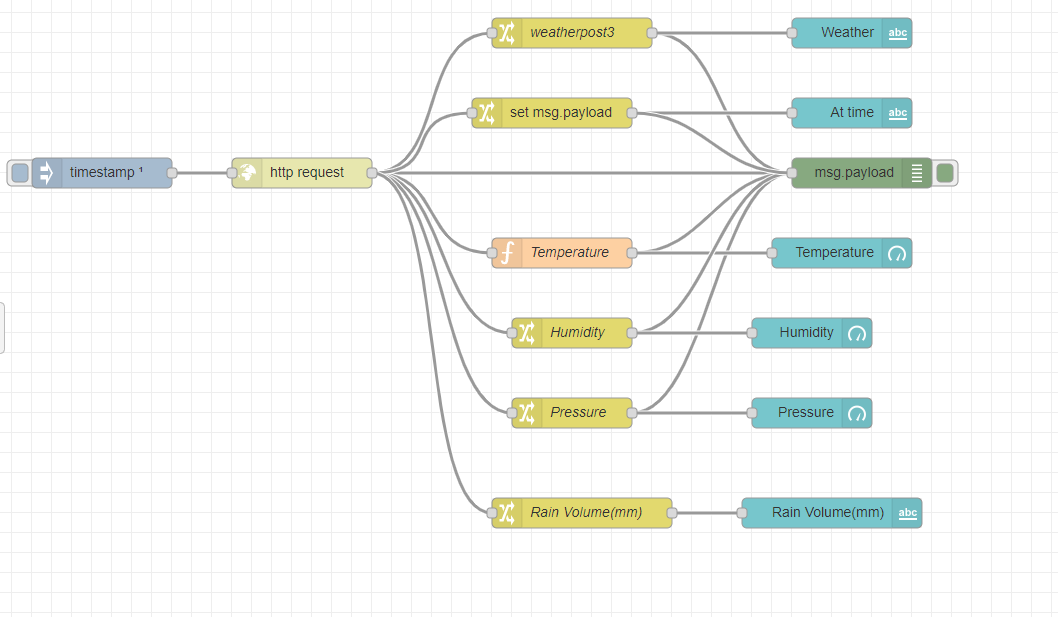 weatherpost3
Weather
abc
set msg.payload
At time
abc
timestamp ¹
http request
msg.payload
Temperature
Temperature
Humidity
Humidity
Pressure
Pressure
Rain Volume(mm)
Rain Volume(mm)
abc